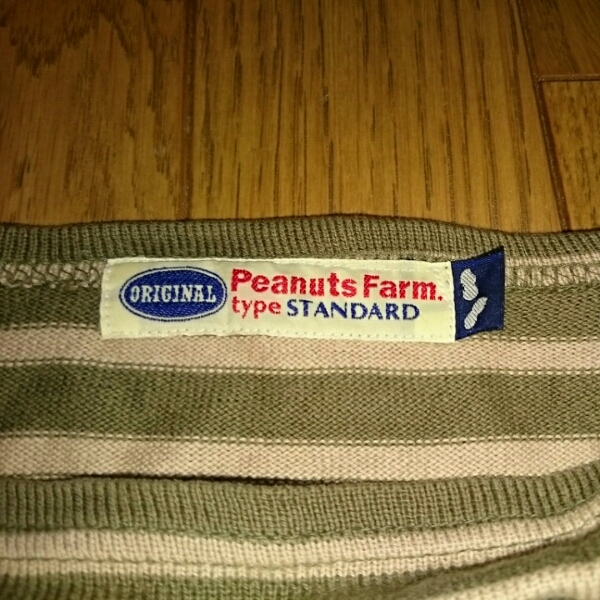 ORIGINAL
Peanuts Farm.
type STANDARD